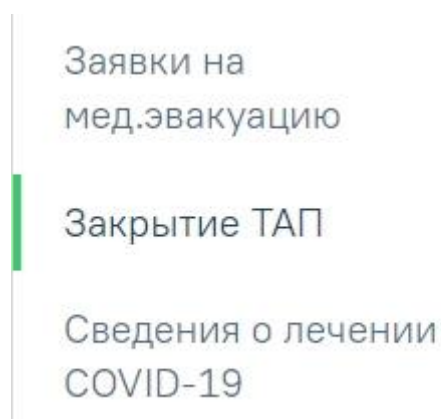 Заявки на
мед.эвакуацию
Закрытие ТАП
Сведения о лечении
COVID-19